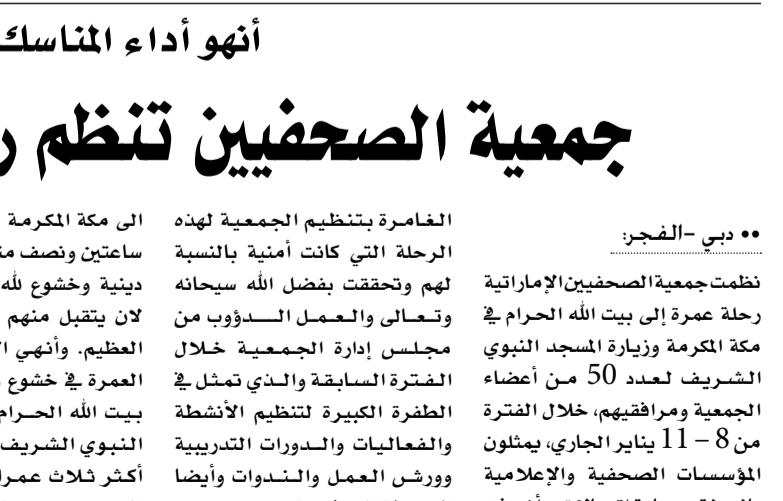 أنهو أداء المناسك
جمعية الصحفيين تنظم
•• دبي -الفجر:
نظمت جمعية الصحفيين الإماراتية
رحلة عمرة إلى بيت الله الحرام في
مكة المكرمة وزيارة المسجد النبوي
الشريف لعدد 50 من أعضاء
الجمعية ومرافقيهم، خلال الفترة
من 8 – 11 يناير الجاري، يمثلون
المؤسسات الصحفية والإعلامية
الغامرة بتنظيم الجمعية لهذه
الرحلة التي كانت أمنية بالنسبة
لهم وتحققت بفضل الله سبحانه
وتعالى والعمل الدؤوب من
مجلس إدارة الجمعية خلال
الفترة السابقة والذي تمثل في
الطفرة الكبيرة لتنظيم الأنشطة
والفعاليات والدورات التدريبية
وورش العمل والندوات وأيضا
الى مكة المكرمة
ساعتين ونصف
دينية وخشوع لله
لان يتقبل منهم
العظيم. وأنهي
العمرة في خشوع
بيت الله الحرام
النبوي الشريف
أكثر ثلاث